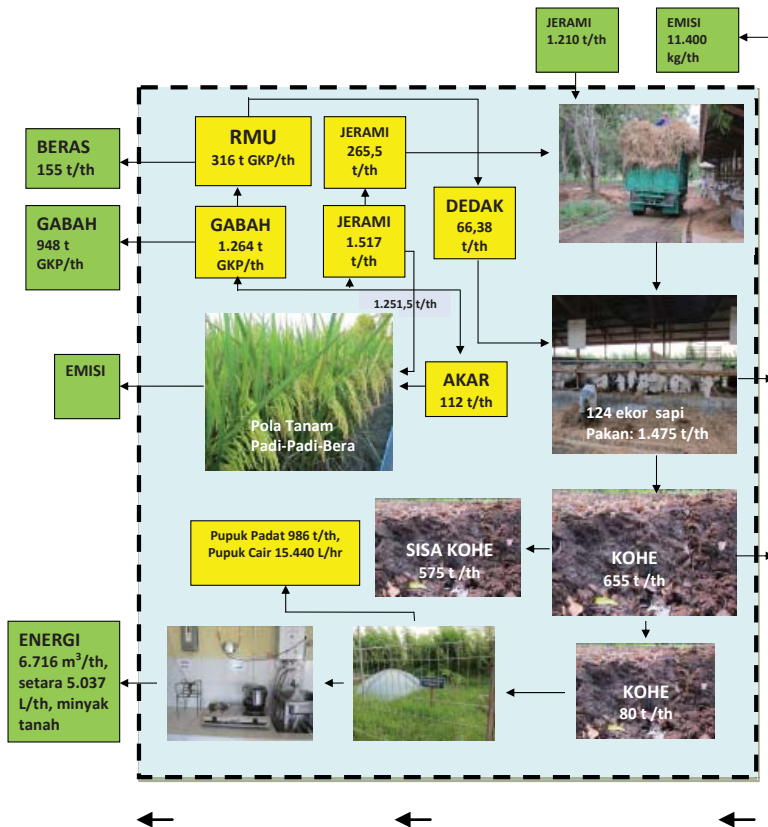 JERAMI
1.210 t/th
EMISI
11.400
kg/th
BERAS
155 t/th
RMU
316 t GKP/th
JERAMI
265,5
t/th
GABAH
948 t
GKP/th
GABAH
1.264 t
GKP/th
JERAMI
1.517
t/th
DEDAK
66,38
t/th
1.251,5 t/th
EMISI
Pola Tanam
Padi-Padi-Bera
AKAR
112 t/th
124 ekor sapi
Pakan: 1.475 t/th
Pupuk Padat 986 t/th,
Pupuk Cair 15.440 L/hr
SISA KOHE
575 t /th
KOHE
655 t /th
ENERGI
6.716 m³/th,
setara 5.037
L/th, minyak
tanah
KOHE
80 t /th